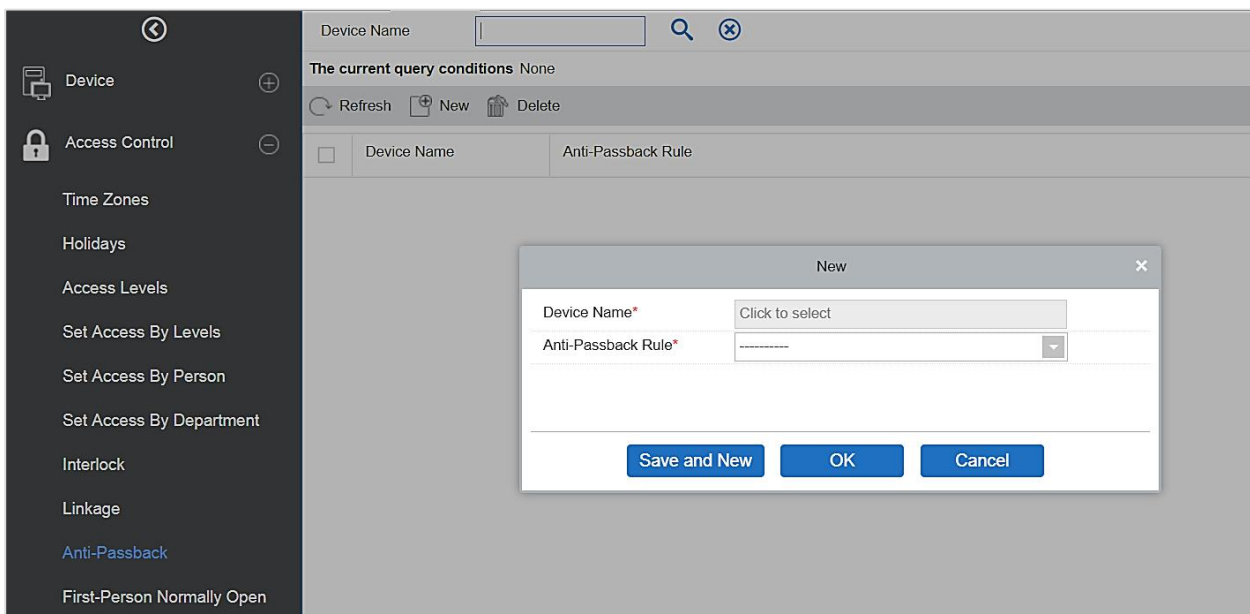 Device Name
The current query conditions None
Refresh New Delete
Device Name Anti-Passback Rule
Device
Access Control
Time Zones
Holidays
Access Levels
Set Access By Levels
Set Access By Person
Set Access By Department
Interlock
Linkage
Anti-Passback
First-Person Normally Open
New
Device Name* Click to select
Anti-Passback Rule* ----------
Save and New OK Cancel